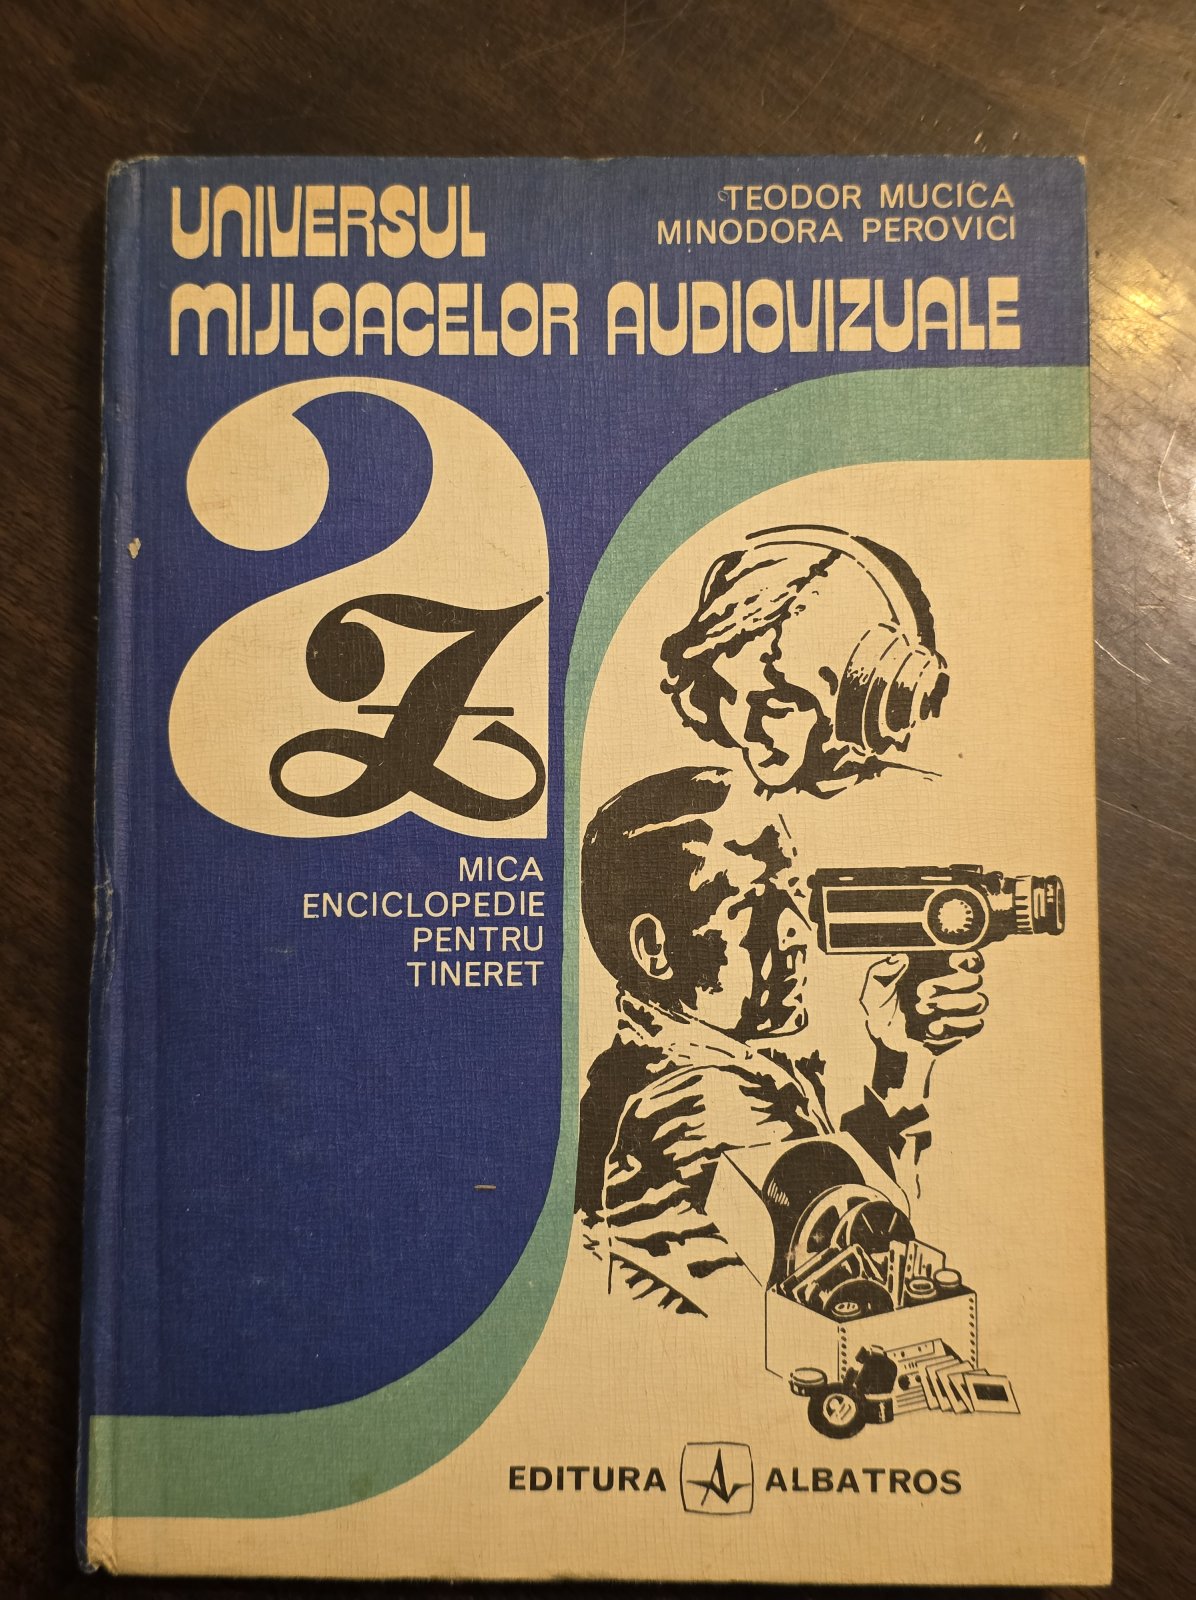 UNIVERSUL
TEODOR MUCICA
MINODORA PEROVICI
MIJLOACELOR AUDIOVIZUALE
a
Z
MICA
ENCICLOPEDIE
PENTRU
TINERET
EDITURA ALBATROS